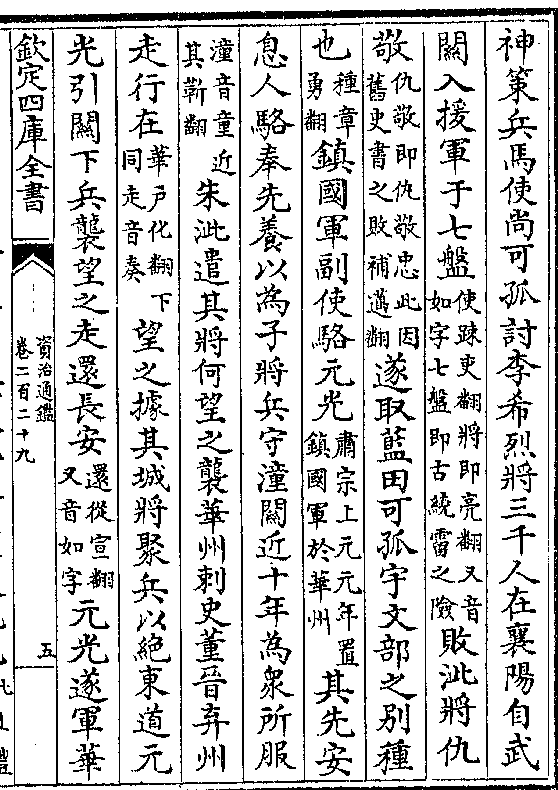 神策兵馬使尚可孤討李希烈將三千人在襄陽自武
關入援軍于七盤使踈吏翻將即亮翻又音如字七盤即古繞霤之險敗泚將仇
敬仇敬即仇敬忠此因舊史書之敗補邁翻遂取藍田可孤宇文部之別種
也種章勇翻鎮國軍副使駱元光肅宗上元元年置鎮國軍於華州其先安
息人駱奉先養以為子將兵守潼關近十年為衆所服
潼音童近其靳翻朱泚遣其將何望之襲華州刺史董晉弃州
走行在華戶化翻下同走音奏望之據其城將聚兵以絶東道元
光引關下兵襲望之走還長安還從宣翻又音如字元光遂軍華
欽定四庫全書
資治通鑑
卷二百二十九
五